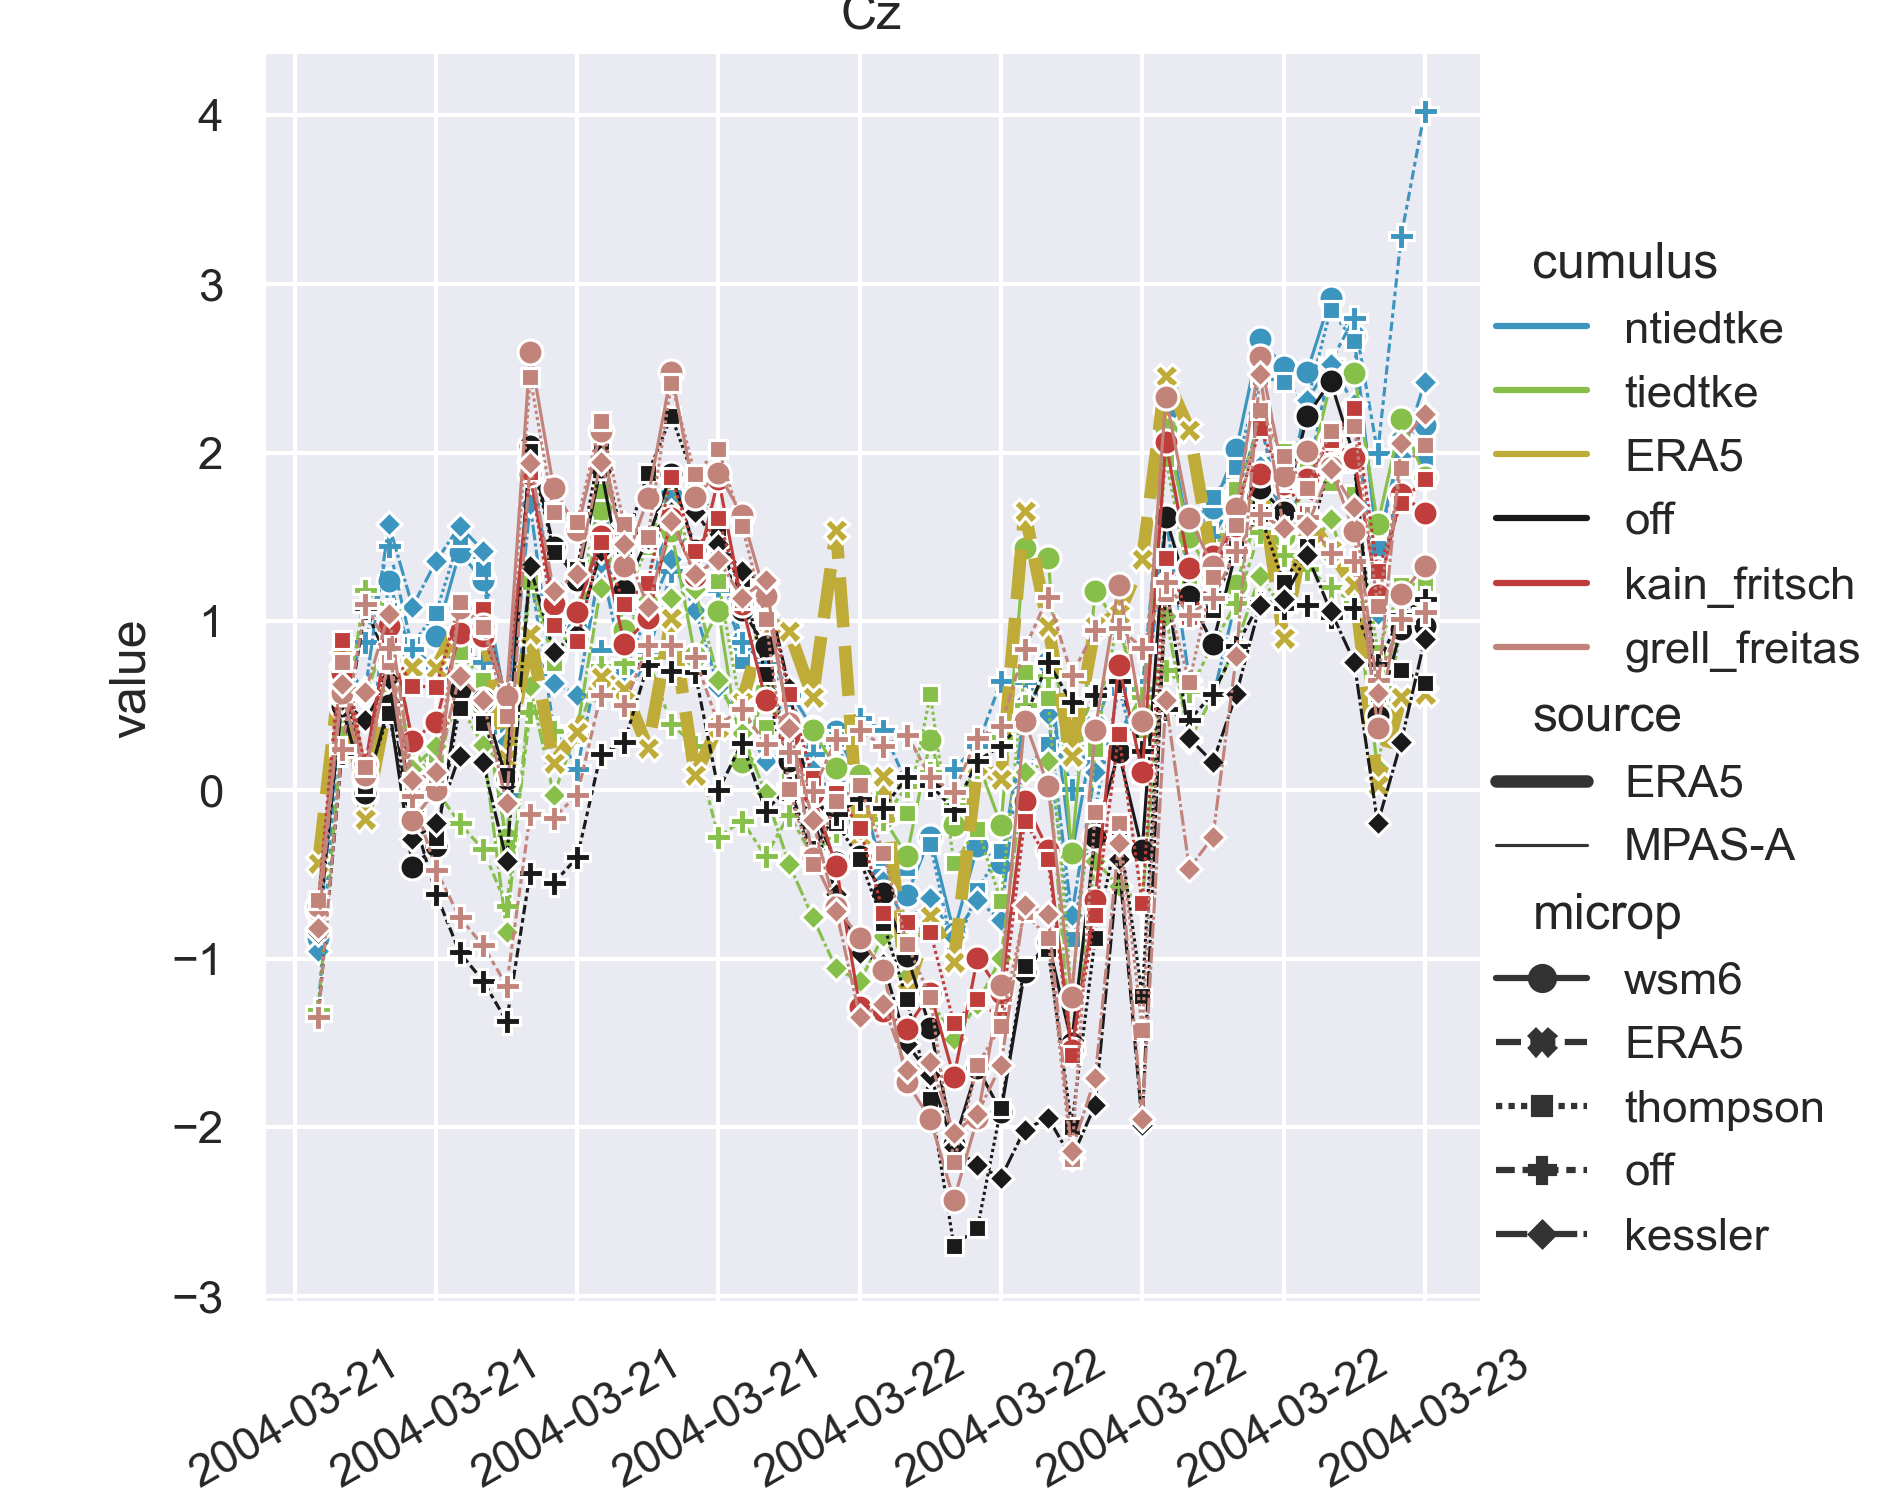 Cz
4
3
2
1
0
−1
−2
−3
value
2004-03-21
2004-03-21
2004-03-21
2004-03-21
2004-03-22
2004-03-22
2004-03-22
2004-03-22
2004-03-23
cumulus
ntiedtke
tiedtke
ERA5
off
kain_fritsch
grell_freitas
source
ERA5
MPAS-A
microp
wsm6
ERA5
thompson
off
kessler